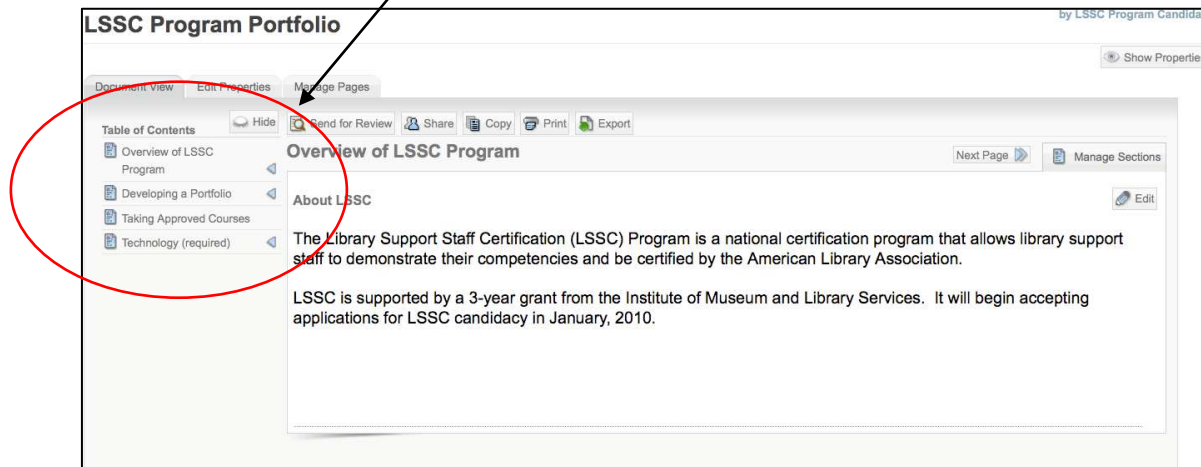 LSSC Program Portfolio
by LSSC Program
Show
Document View Edit Properties Manage Pages
Table of Contents Hide
Send for Review Share Copy Print Export
Overview of LSSC
Program
Developing a Portfolio
Taking Approved Courses
Technology (required)
Overview of LSSC Program
Next Page Manage Sections
About LSSC
Edit
The Library Support Staff Certification (LSSC) Program is a national certification program that allows library support
staff to demonstrate their competencies and be certified by the American Library Association.
LSSC is supported by a 3-year grant from the Institute of Museum and Library Services. It will begin accepting
applications for LSSC candidacy in January, 2010.